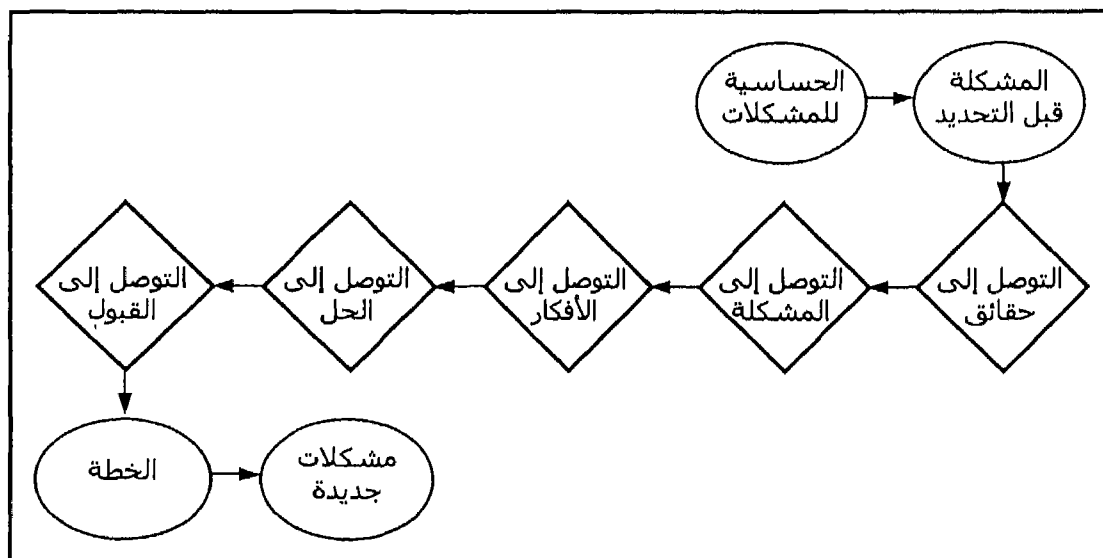 الحساسية
للمشكلات
المشكلة
قبل التحديد
التوصل إلى
حقائق
التوصل إلى
المشكلة
التوصل إلى
الأفكار
التوصل إلى
الحل
التوصل إلى
القبول
الخطة
مشكلات
جديدة